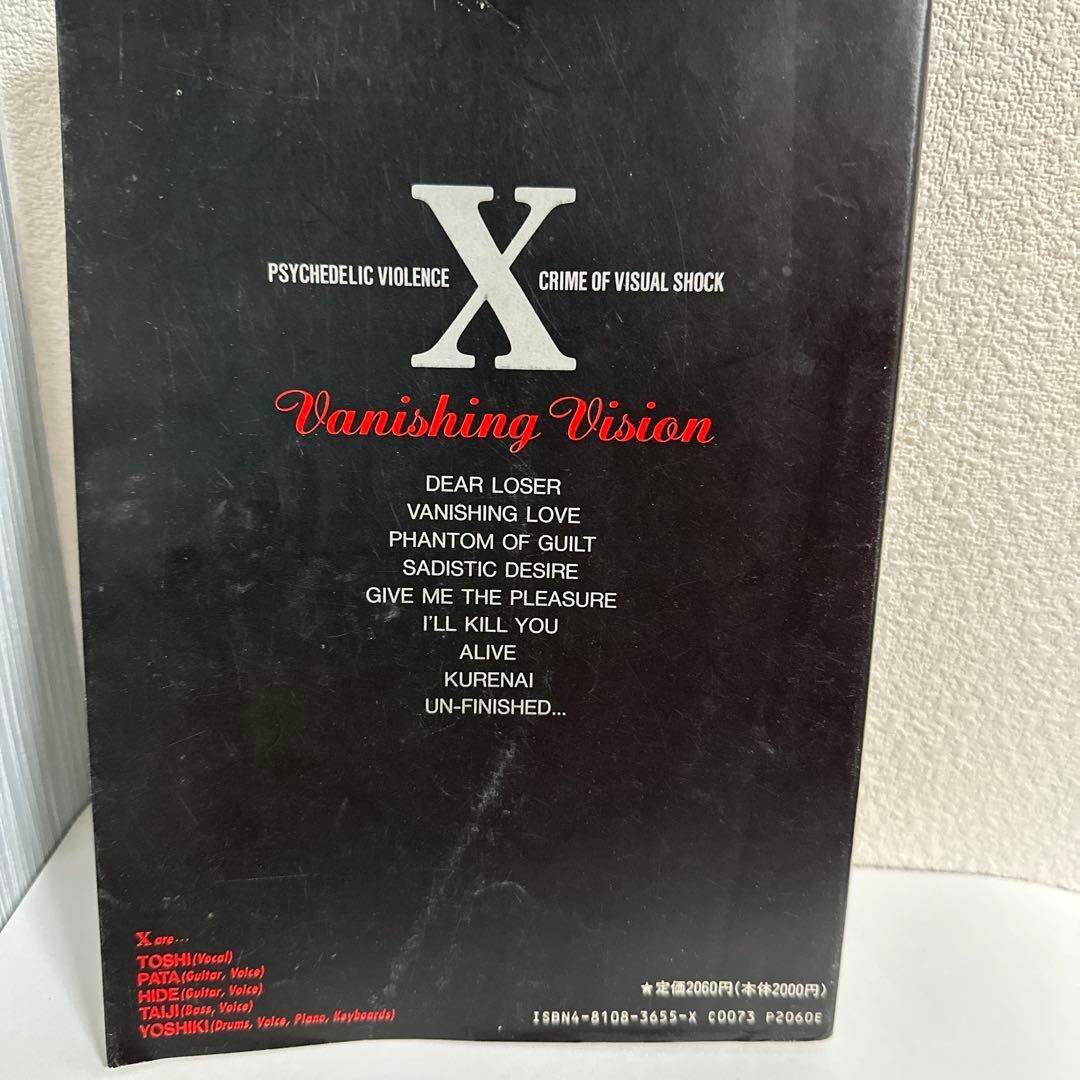 X
PSYCHEDELIC VIOLENCE CRIME OF VISUAL SHOCK
Vanishing Vision
DEAR LOSER
VANISHING LOVE
PHANTOM OF GUILT
SADISTIC DESIRE
GIVE ME THE PLEASURE
I'LL KILL YOU
ALIVE
KURENAI
UN-FINISHED...
X are...
TOSHI(Vocal)
PATA(Guitar, Voice)
HIDE(Guitar, Voice)
TAIJI(Bass, Voice)
YOSHIKI(Drums, Voice, Piano, Keyboards)
★定価2060円(本体2000円)
ISBN4-8108-3655-X C0073 P2060E